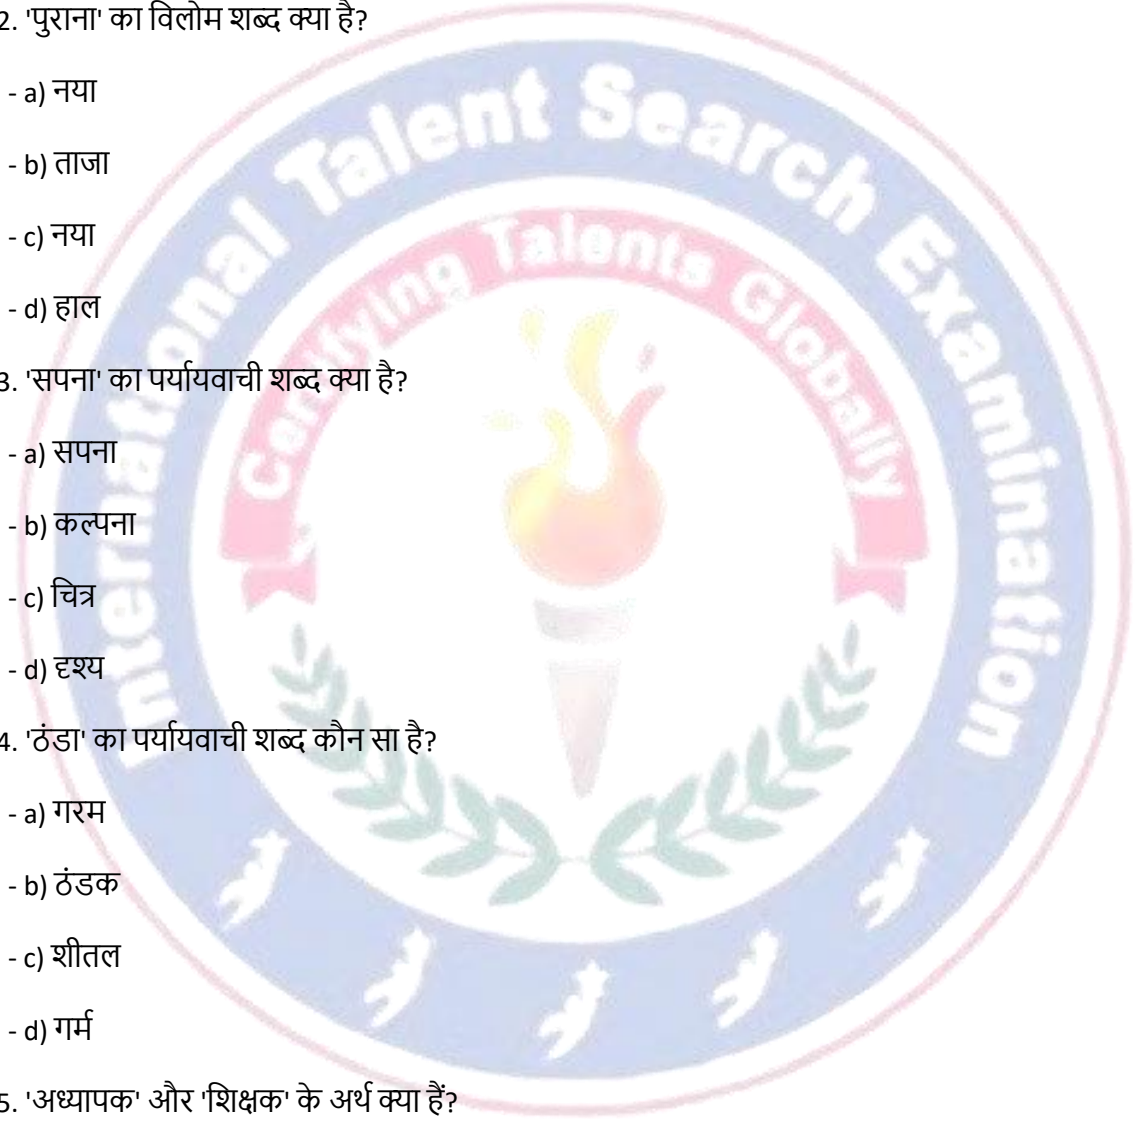 2. 'पुराना' का विलोम शब्द क्या है?
- a) नया
- b) ताजा
- c) नया
- d) हाल
3. 'सपना' का पर्यायवाची शब्द क्या है?
- a) सपना
- b) कल्पना
- c) चित्र
- d) दृश्य
4. 'ठंडा' का पर्यायवाची शब्द कौन सा है?
- a) गरम
- b) ठंडक
- c) शीतल
- d) गर्म
5. 'अध्यापक' और 'शिक्षक' के अर्थ क्या हैं?
International Talent Search Examination
Certifying Talents Globally